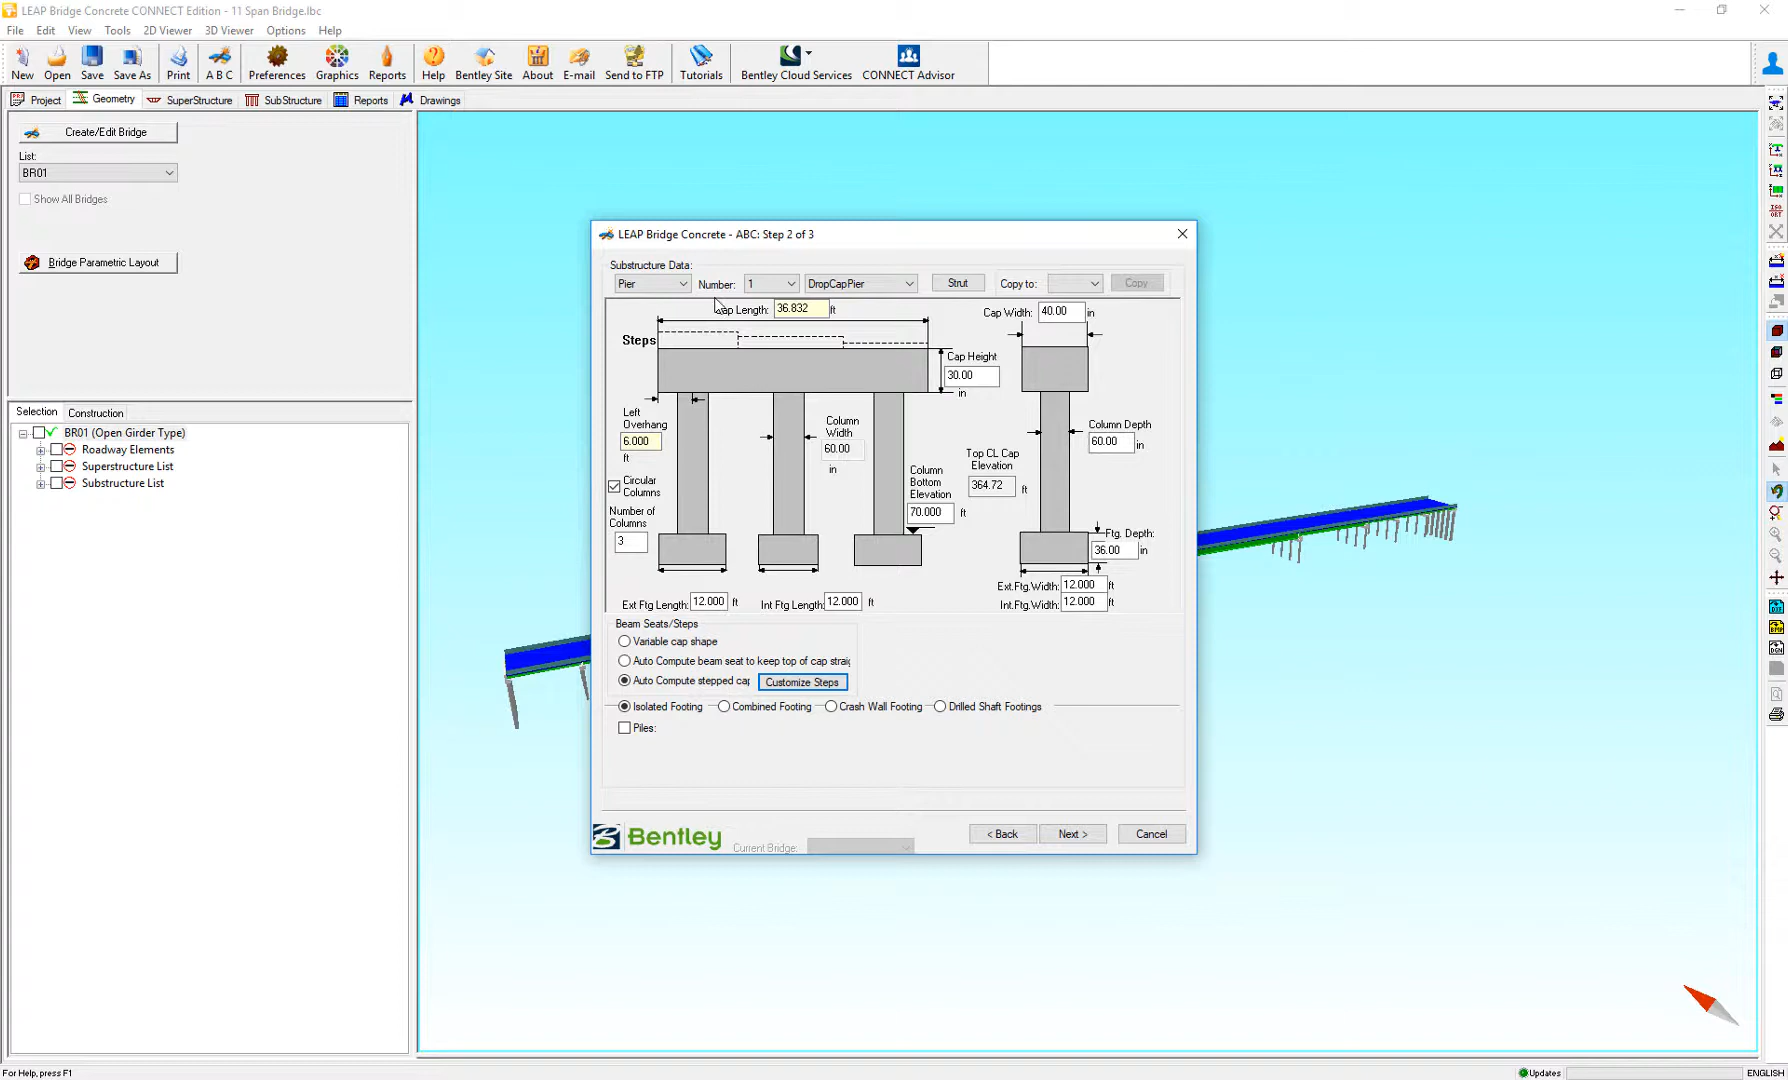 LEAP Bridge Concrete CONNECT Edition - 11 Span Bridge.lbc
File Edit View Tools 2D Viewer 3D Viewer Options Help
New Open Save Save As Print A B C Preferences Graphics Reports Help Bentley Site About E-mail Send to FTP Tutorials Bentley Cloud Services CONNECT Advisor
Project Geometry SuperStructure SubStructure Reports Drawings
Create/Edit Bridge
List:
BR01
Show All Bridges
Bridge Parametric Layout
Selection Construction
BR01 (Open Girder Type)
Roadway Elements
Superstructure List
Substructure List
LEAP Bridge Concrete - ABC: Step 2 of 3
Substructure Data:
Pier Number: 1 DropCapPier Strut Copy to: Copy
Cap Length: 36.832 ft
Cap Width: 40.00 in
Steps
Cap Height
30.00
in
Left
Overhang
6.000
ft
Column
Width
60.00
in
Column Depth
60.00 in
Top CL Cap
Elevation
364.72 ft
Column
Bottom
Elevation
70.000 ft
Circular
Columns
Number of
Columns
3
Ftg. Depth:
36.00 in
Ext.Ftg.Width: 12.000 ft
Int.Ftg.Width: 12.000 ft
Ext Ftg Length: 12.000 ft Int Ftg Length: 12.000 ft
Beam Seats/Steps
Variable cap shape
Auto Compute beam seat to keep top of cap straig
Auto Compute stepped cap Customize Steps
Isolated Footing Combined Footing Crash Wall Footing Drilled Shaft Footings
Piles:
Bentley
Current Bridge:
< Back Next > Cancel
For Help, press F1
Updates ENGLISH